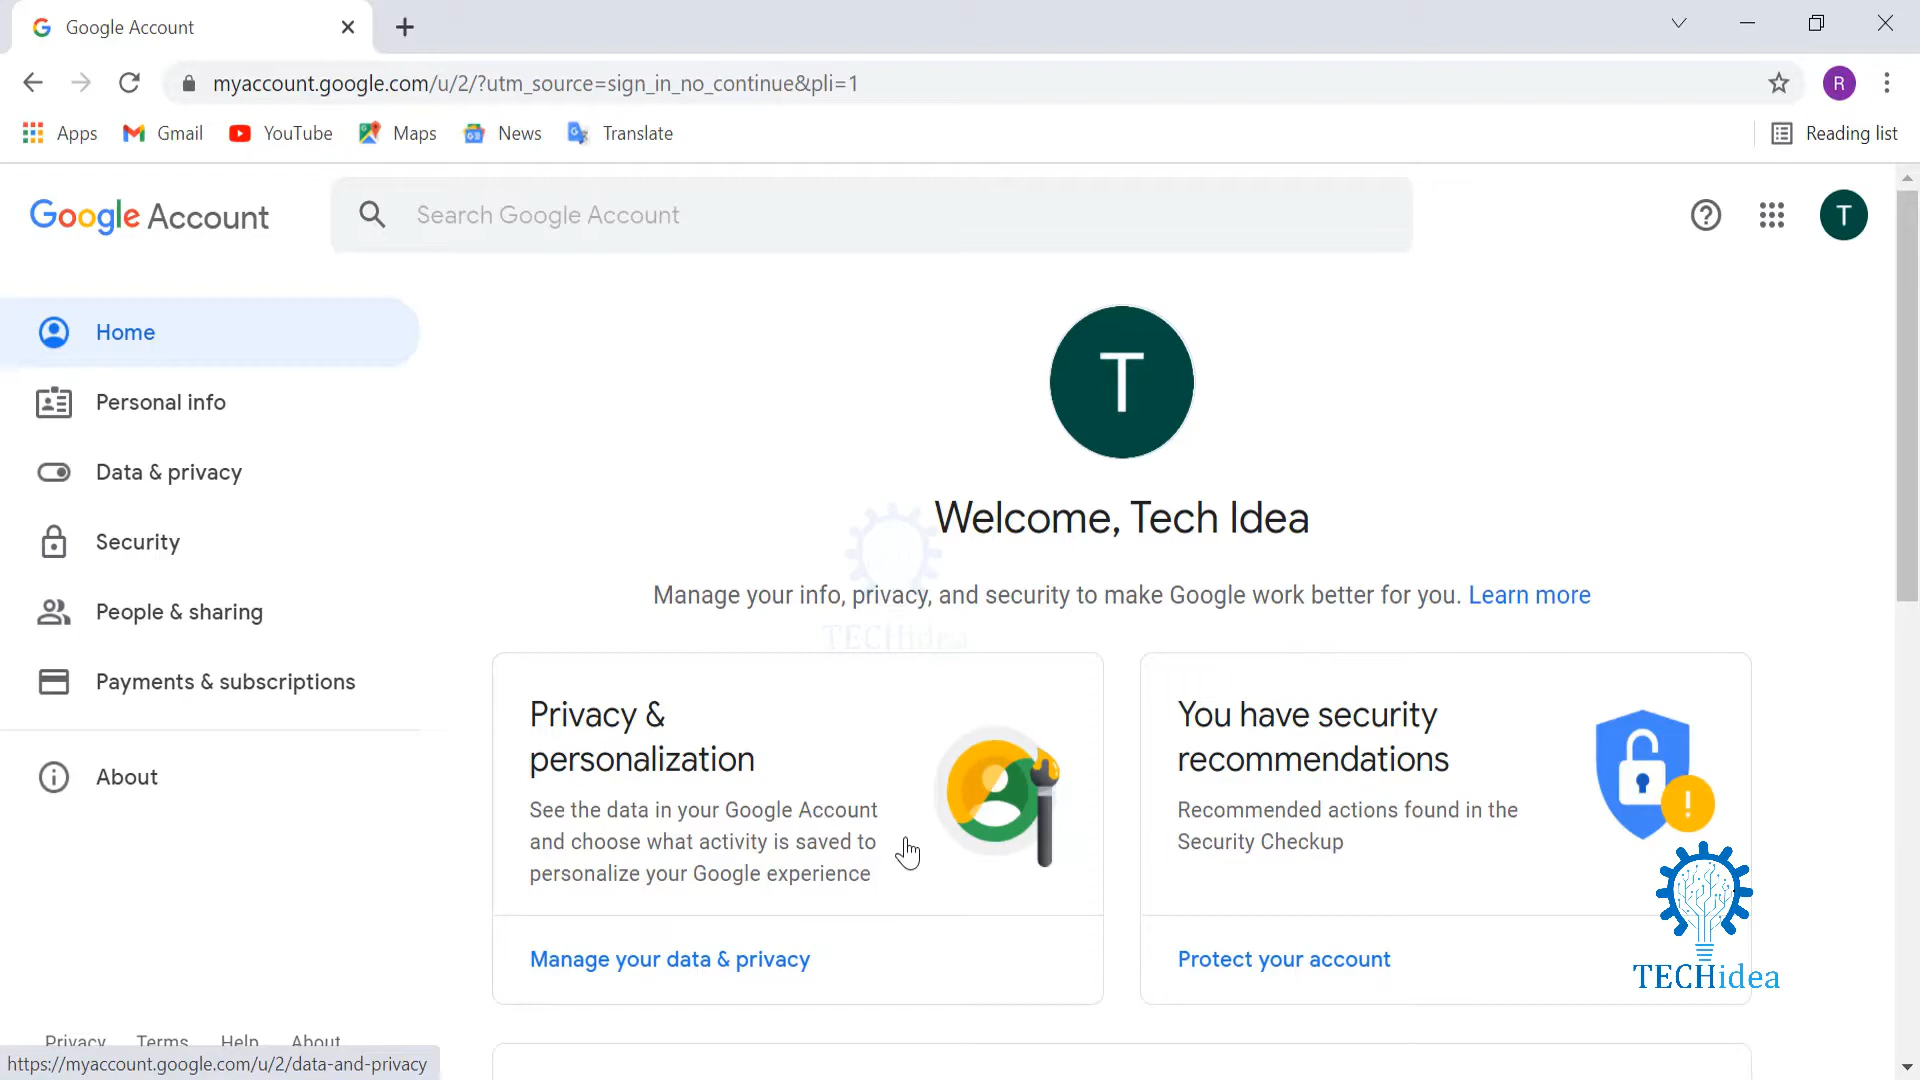 Google Account
myaccount.google.com/u/2/?utm_source=sign_in_no_continue&pli=1
R
Apps
Gmail
YouTube
Maps
News
Translate
Reading list
Google Account
Search Google Account
T
Home
Personal info
Data & privacy
Security
People & sharing
Payments & subscriptions
About
T
Welcome, Tech Idea
Manage your info, privacy, and security to make Google work better for you. Learn more
TECHidea
Privacy &
personalization
See the data in your Google Account
and choose what activity is saved to
personalize your Google experience
Manage your data & privacy
You have security
recommendations
Recommended actions found in the
Security Checkup
Protect your account
TECHidea
Privacy Terms Help About
https://myaccount.google.com/u/2/data-and-privacy